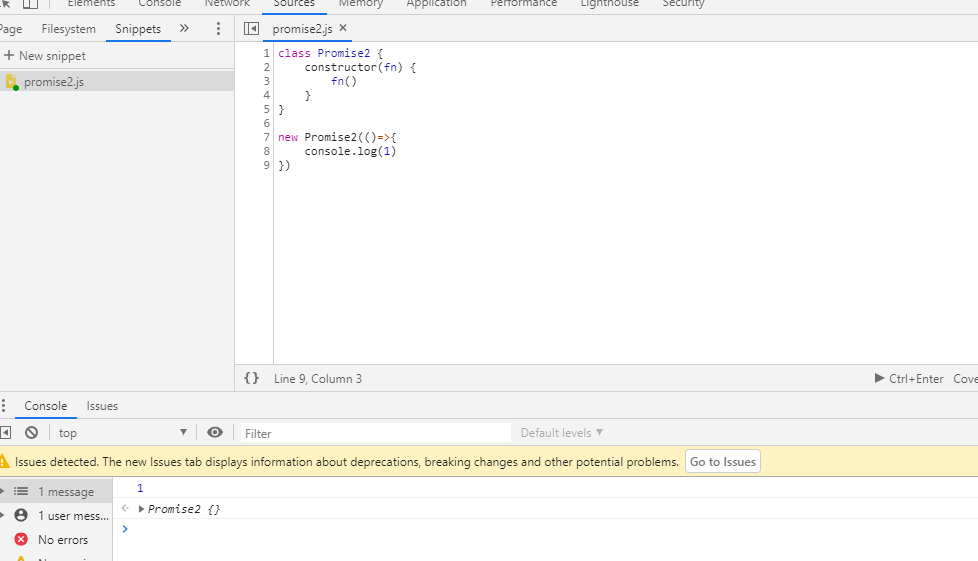 Elements Console Network Sources Memory Application Performance Lighthouse Security
Page Filesystem Snippets » promise2.js ×
+ New snippet
promise2.js
1 class Promise2 {
2 constructor(fn) {
3 fn()
4 }
5 }
6
7 new Promise2(()=>{
8 console.log(1)
9 })
{} Line 9, Column 3 Ctrl+Enter Cove
Console Issues
top Filter Default levels
Issues detected. The new Issues tab displays information about deprecations, breaking changes and other potential problems. Go to Issues
1 message 1
1 user mess... Promise2 {}
No errors